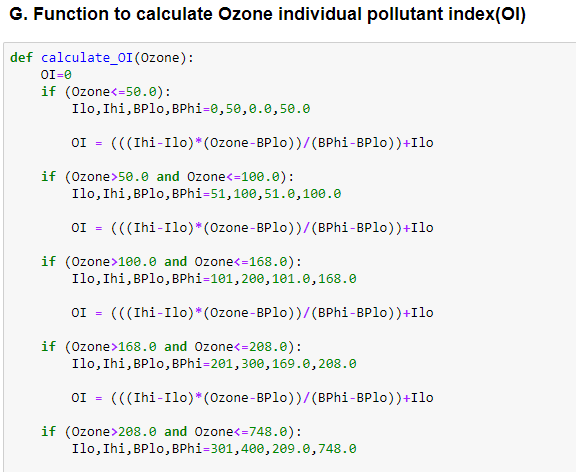 G. Function to calculate Ozone individual pollutant index(OI)
def calculate_OI(Ozone):
    OI=0
    if (Ozone<=50.0):
        Ilo,Ihi,BPlo,BPhi=0,50,0.0,50.0
        OI = (((Ihi-Ilo)*(Ozone-BPlo))/(BPhi-BPlo))+Ilo
    if (Ozone>50.0 and Ozone<=100.0):
        Ilo,Ihi,BPlo,BPhi=51,100,51.0,100.0
        OI = (((Ihi-Ilo)*(Ozone-BPlo))/(BPhi-BPlo))+Ilo
    if (Ozone>100.0 and Ozone<=168.0):
        Ilo,Ihi,BPlo,BPhi=101,200,101.0,168.0
        OI = (((Ihi-Ilo)*(Ozone-BPlo))/(BPhi-BPlo))+Ilo
    if (Ozone>168.0 and Ozone<=208.0):
        Ilo,Ihi,BPlo,BPhi=201,300,169.0,208.0
        OI = (((Ihi-Ilo)*(Ozone-BPlo))/(BPhi-BPlo))+Ilo
    if (Ozone>208.0 and Ozone<=748.0):
        Ilo,Ihi,BPlo,BPhi=301,400,209.0,748.0